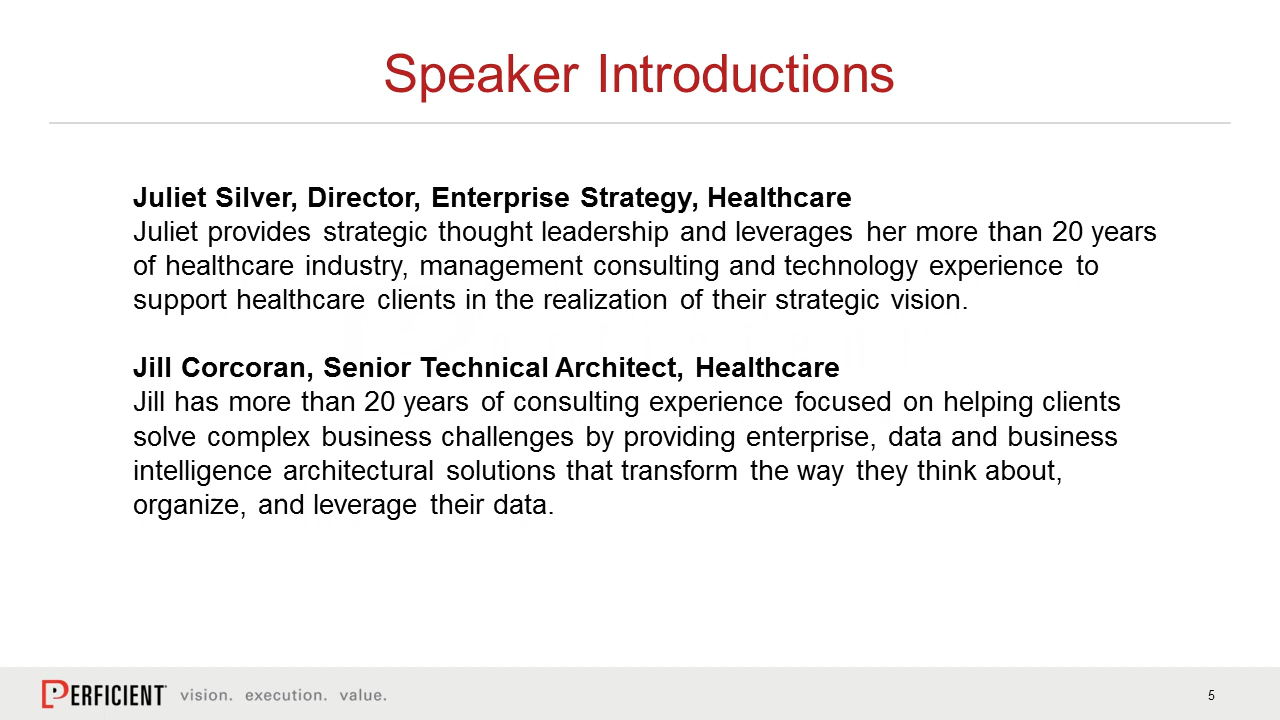 Speaker Introductions
Juliet Silver, Director, Enterprise Strategy, Healthcare
Juliet provides strategic thought leadership and leverages her more than 20 years
of healthcare industry, management consulting and technology experience to
support healthcare clients in the realization of their strategic vision.
Jill Corcoran, Senior Technical Architect, Healthcare
Jill has more than 20 years of consulting experience focused on helping clients
solve complex business challenges by providing enterprise, data and business
intelligence architectural solutions that transform the way they think about,
organize, and leverage their data.
PERFICIENT vision. execution. value.
5